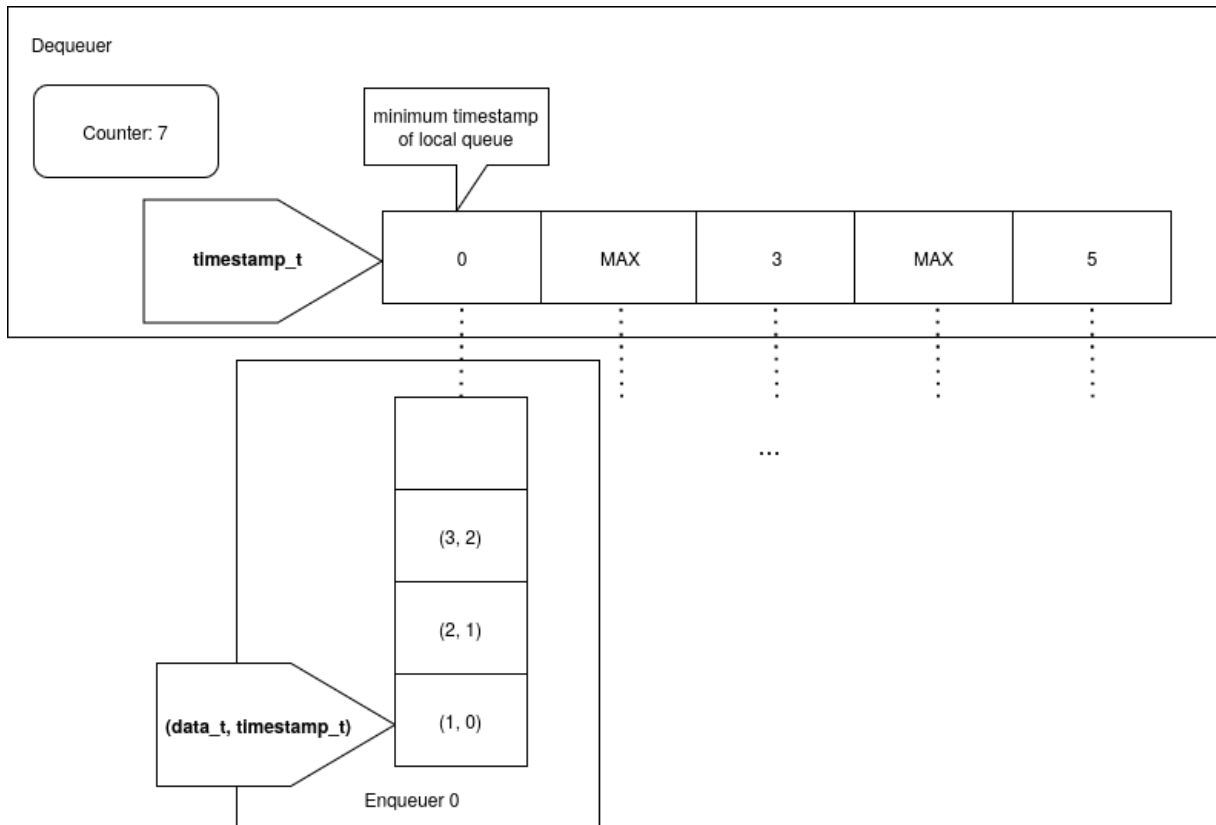 Dequeuer
Counter: 7
minimum timestamp
of local queue
timestamp_t
0
MAX
3
MAX
5
...
(3, 2)
(2, 1)
(data_t, timestamp_t)
(1, 0)
Enqueuer 0